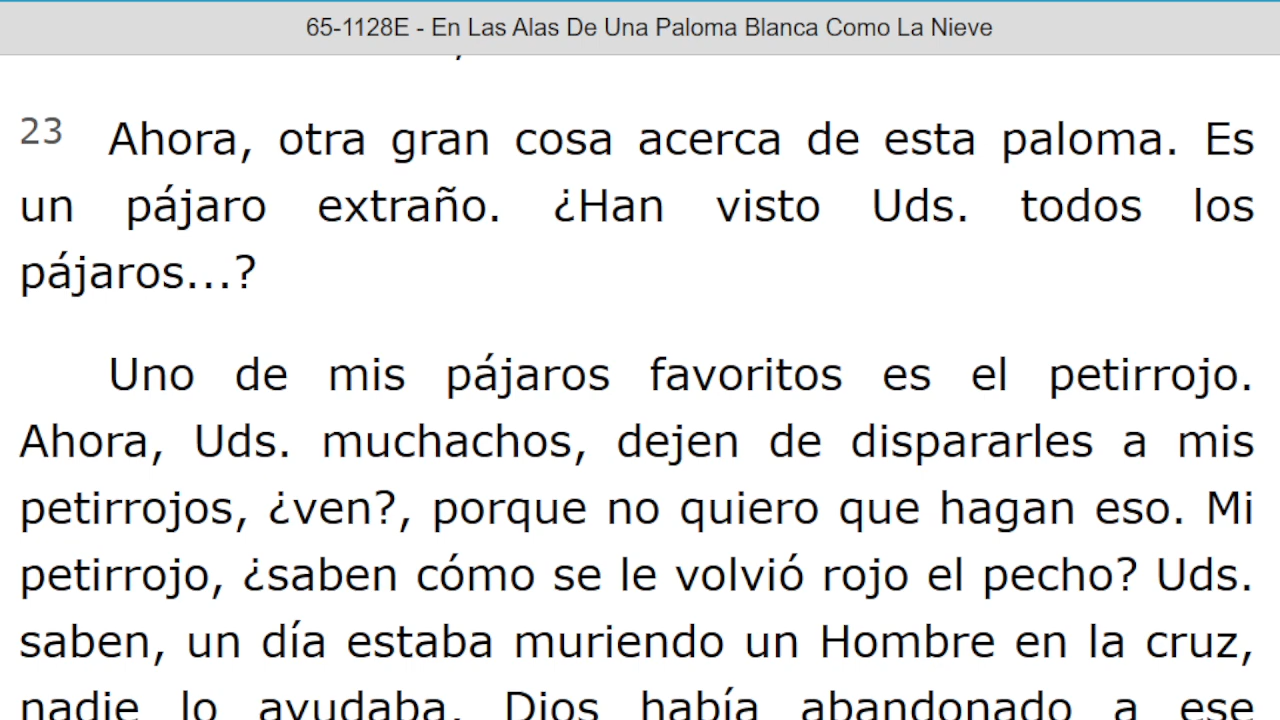 65-1128E - En Las Alas De Una Paloma Blanca Como La Nieve
23 Ahora, otra gran cosa acerca de esta paloma. Es
un pájaro extraño. ¿Han visto Uds. todos los
pájaros...?
Uno de mis pájaros favoritos es el petirrojo.
Ahora, Uds. muchachos, dejen de dispararles a mis
petirrojos, ¿ven?, porque no quiero que hagan eso. Mi
petirrojo, ¿saben cómo se le volvió rojo el pecho? Uds.
saben, un día estaba muriendo un Hombre en la cruz,
nadie lo ayudaba. Dios había abandonado a ese